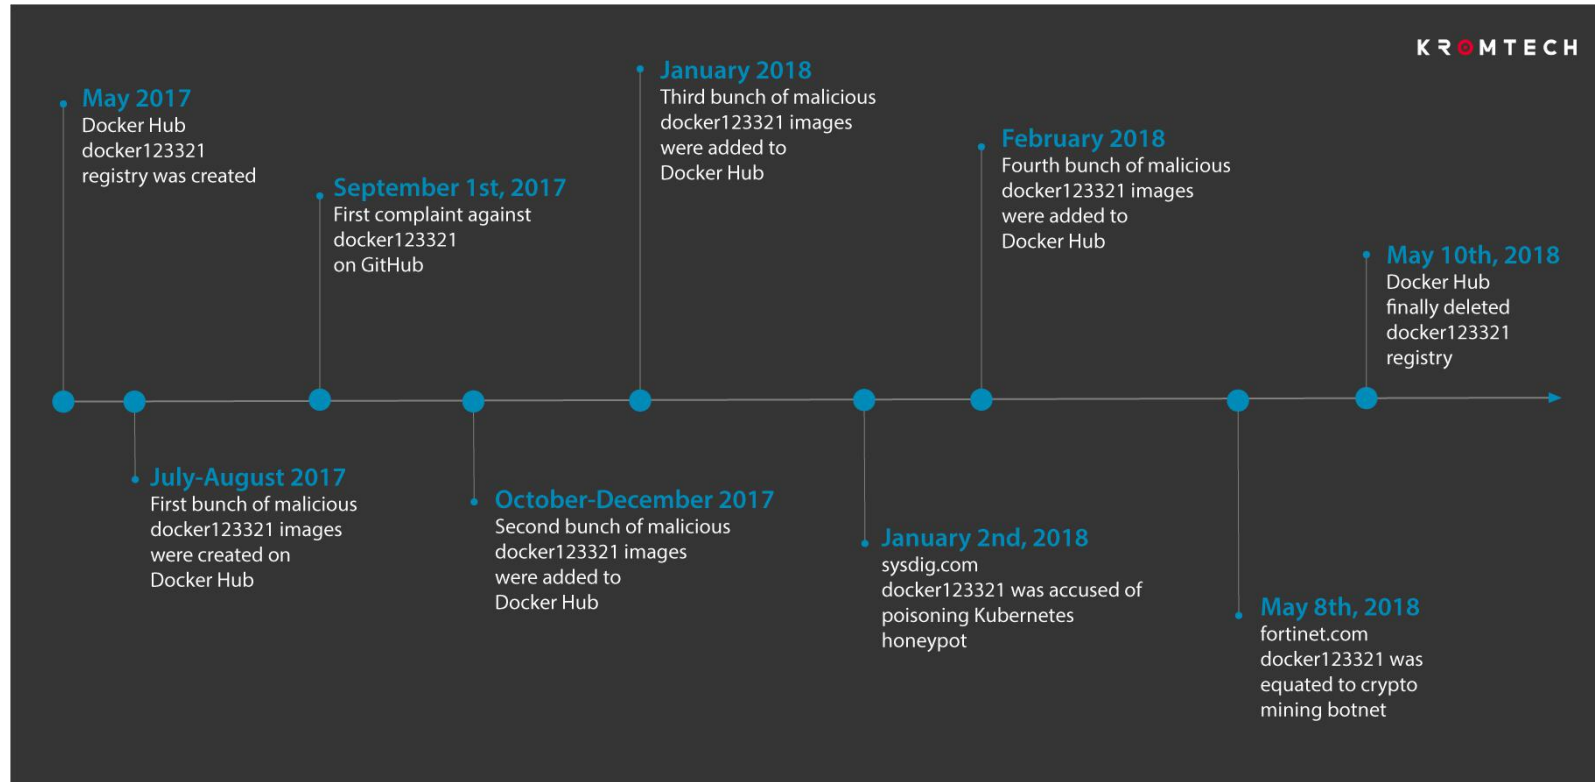 KROMTECH
May 2017
Docker Hub
docker123321
registry was created
July-August 2017
First bunch of malicious
docker123321 images
were created on
Docker Hub
September 1st, 2017
First complaint against
docker123321
on GitHub
October-December 2017
Second bunch of malicious
docker123321 images
were added to
Docker Hub
January 2018
Third bunch of malicious
docker123321 images
were added to
Docker Hub
January 2nd, 2018
sysdig.com
docker123321 was accused of
poisoning Kubernetes
honeypot
February 2018
Fourth bunch of malicious
docker123321 images
were added to
Docker Hub
May 8th, 2018
fortinet.com
docker123321 was
equated to crypto
mining botnet
May 10th, 2018
Docker Hub
finally deleted
docker123321
registry